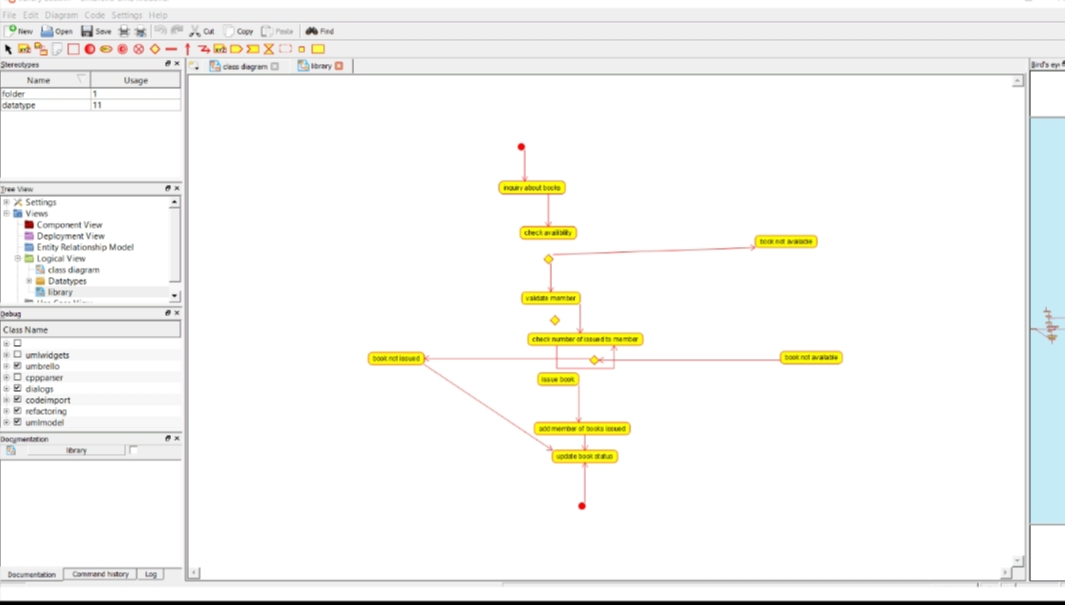 File Edit Diagram Code Settings Help
New Open Save Cut Copy Paste Find
Stereotypes
class diagram library
Bird's ey
Name Usage
folder 1
datatype 11
Tree View
Settings
Views
Component View
Deployment View
Entity Relationship Model
Logical View
class diagram
Datatypes
library
Debug
Class Name
umlwidgets
umbrello
cppparser
dialogs
codeimport
refactoring
umlmodel
Documentation
library
Documentation Command history Log
inquiry about books
check avalibility
book not available
validate member
check number of issued to member
book not issued
book not available
issue book
add member of books issued
update book status